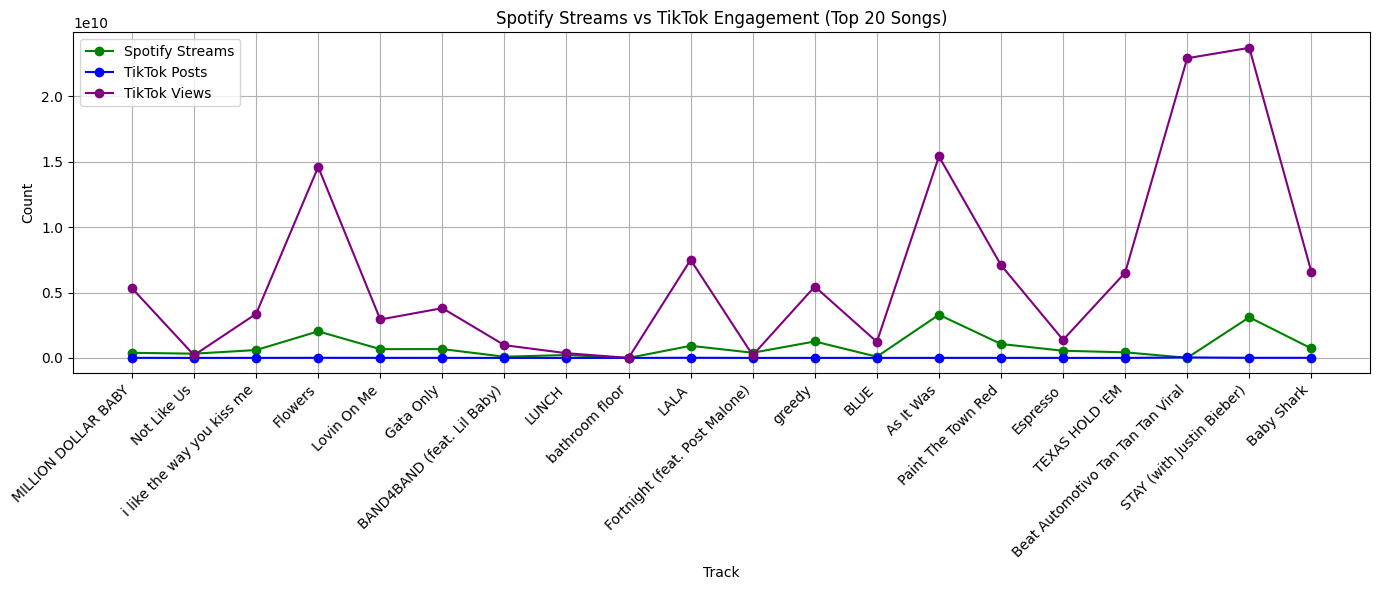 Spotify Streams vs TikTok Engagement (Top 20 Songs)
1e10
Spotify Streams
TikTok Posts
TikTok Views
2.0
1.5
1.0
0.5
0.0
Count
MILLION DOLLAR BABY
Not Like Us
i like the way you kiss me
Flowers
Lovin On Me
Gata Only
BAND4BAND (feat. Lil Baby)
LUNCH
bathroom floor
LALA
Fortnight (feat. Post Malone)
greedy
BLUE
As It Was
Paint The Town Red
Espresso
TEXAS HOLD 'EM
Beat Automotivo Tan Tan Tan Viral
STAY (with Justin Bieber)
Baby Shark
Track